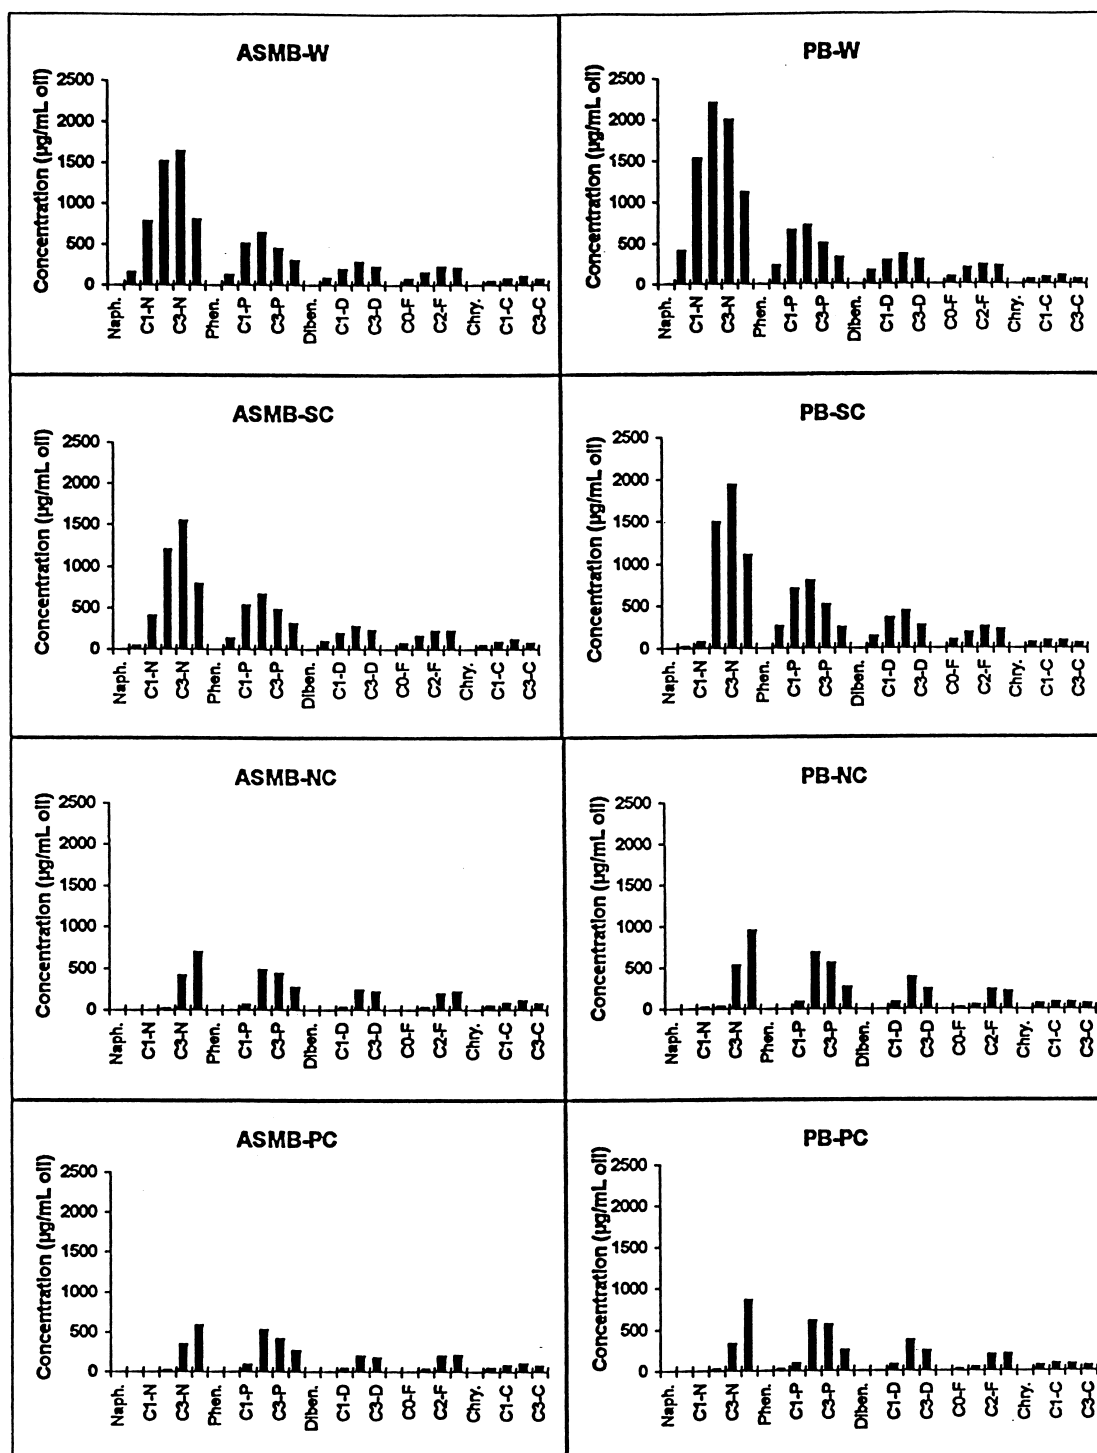 ASMB-W
Concentration (µg/mL oil)
2500
2000
1500
1000
500
0
Naph.
C1-N
C3-N
Phen.
C1-P
C3-P
Diben.
C1-D
C3-D
C0-F
C2-F
Chry.
C1-C
C3-C
PB-W
Concentration (µg/mL oil)
2500
2000
1500
1000
500
0
Naph.
C1-N
C3-N
Phen.
C1-P
C3-P
Diben.
C1-D
C3-D
C0-F
C2-F
Chry.
C1-C
C3-C
ASMB-SC
Concentration (µg/mL oil)
2500
2000
1500
1000
500
0
Naph.
C1-N
C3-N
Phen.
C1-P
C3-P
Diben.
C1-D
C3-D
C0-F
C2-F
Chry.
C1-C
C3-C
PB-SC
Concentration (µg/mL oil)
2500
2000
1500
1000
500
0
Naph.
C1-N
C3-N
Phen.
C1-P
C3-P
Diben.
C1-D
C3-D
C0-F
C2-F
Chry.
C1-C
C3-C
ASMB-NC
Concentration (µg/mL oil)
2500
2000
1500
1000
500
0
Naph.
C1-N
C3-N
Phen.
C1-P
C3-P
Diben.
C1-D
C3-D
C0-F
C2-F
Chry.
C1-C
C3-C
PB-NC
Concentration (µg/mL oil)
2500
2000
1500
1000
500
0
Naph.
C1-N
C3-N
Phen.
C1-P
C3-P
Diben.
C1-D
C3-D
C0-F
C2-F
Chry.
C1-C
C3-C
ASMB-PC
Concentration (µg/mL oil)
2500
2000
1500
1000
500
0
Naph.
C1-N
C3-N
Phen.
C1-P
C3-P
Diben.
C1-D
C3-D
C0-F
C2-F
Chry.
C1-C
C3-C
PB-PC
Concentration (µg/mL oil)
2500
2000
1500
1000
500
0
Naph.
C1-N
C3-N
Phen.
C1-P
C3-P
Diben.
C1-D
C3-D
C0-F
C2-F
Chry.
C1-C
C3-C